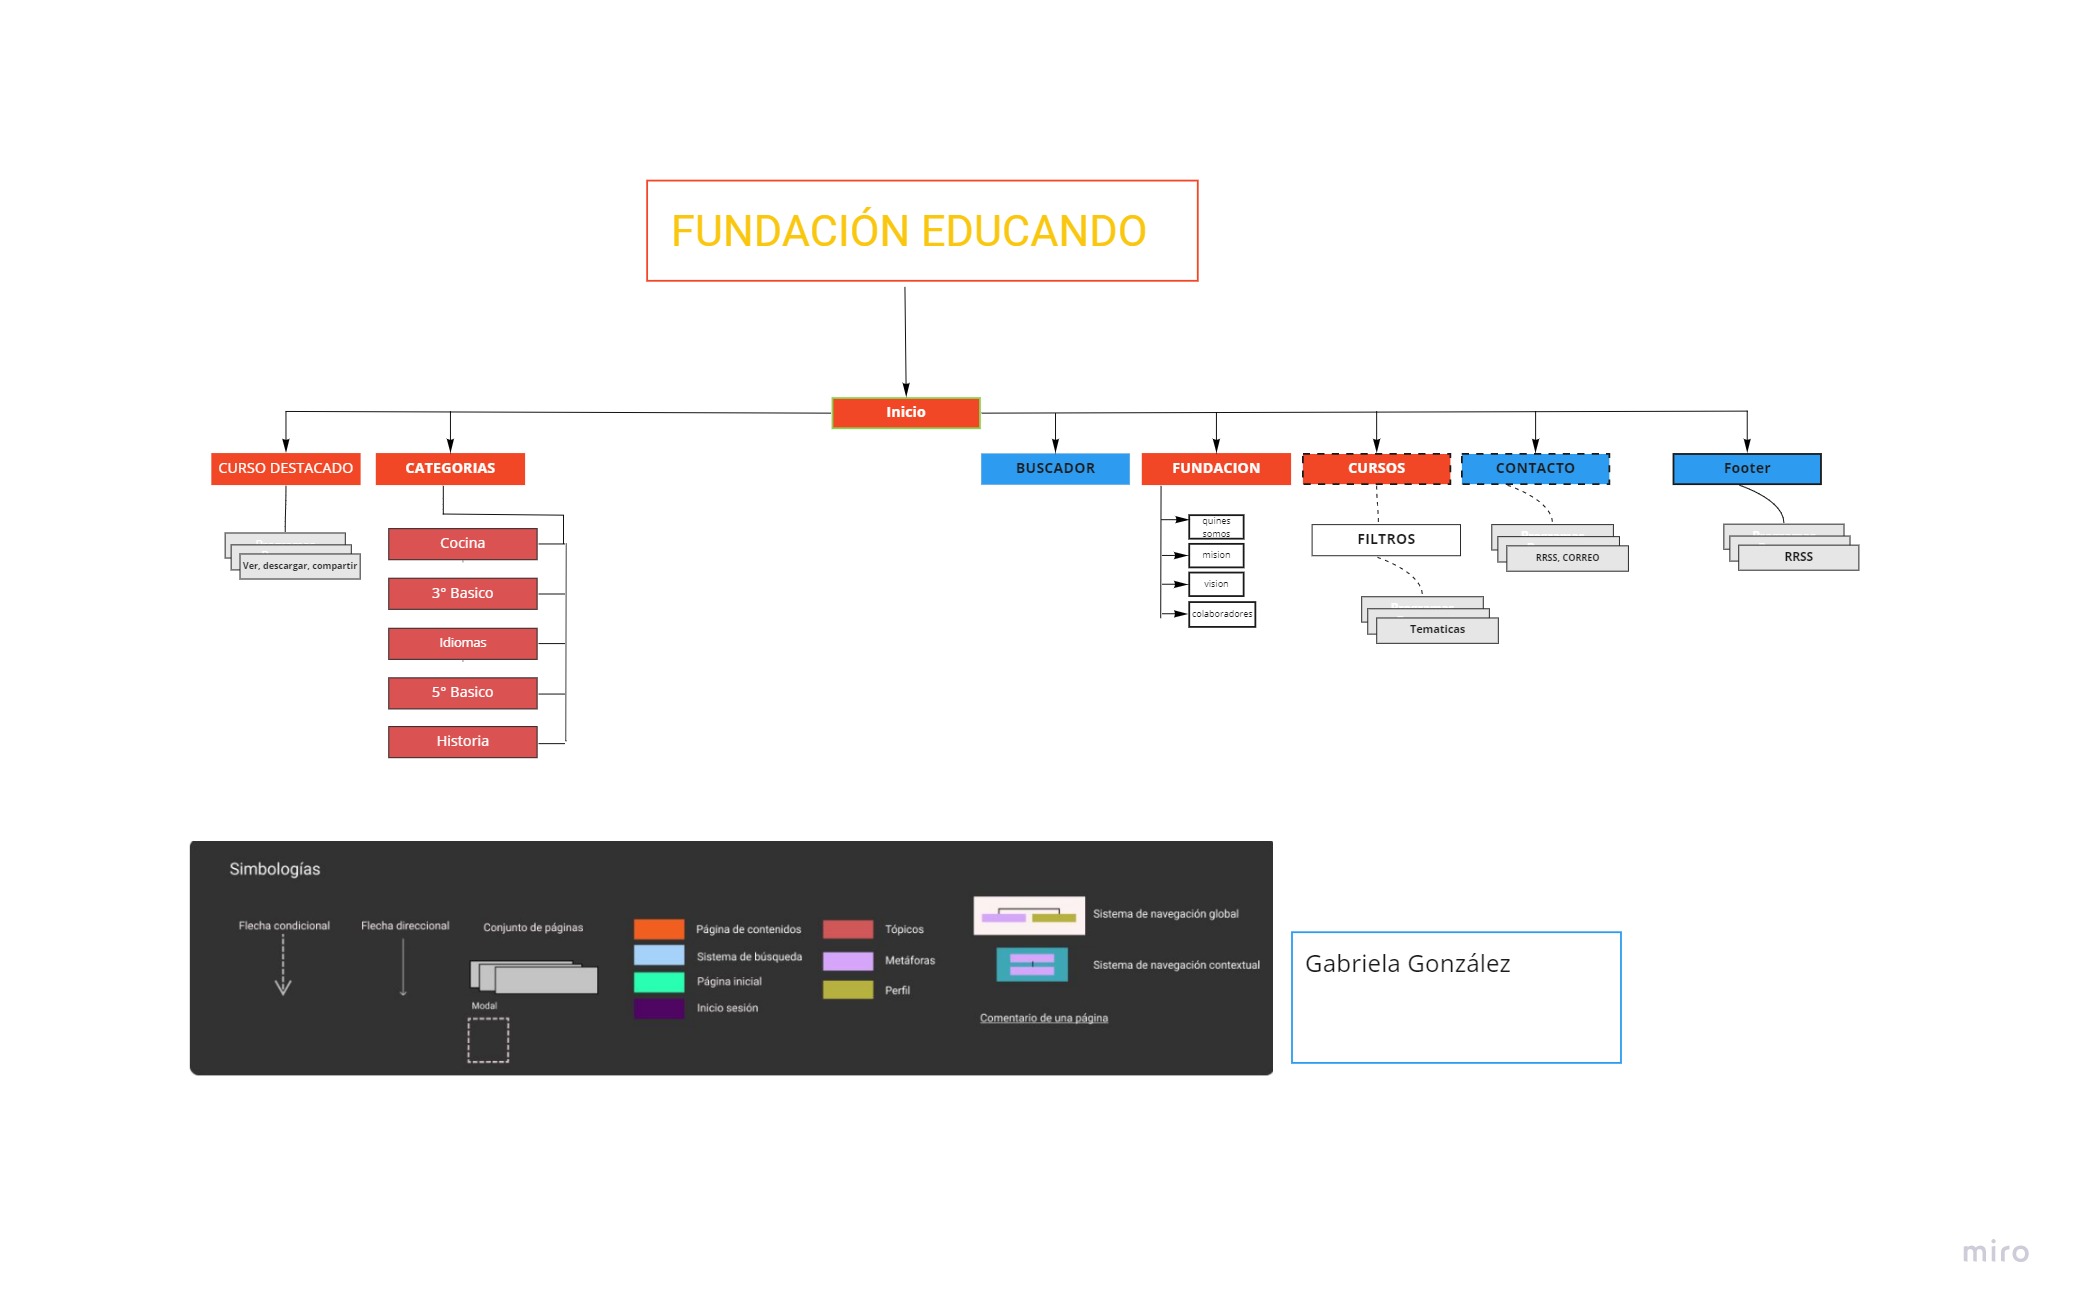 FUNDACIÓN EDUCANDO
Inicio
CURSO DESTACADO
CATEGORIAS
BUSCADOR
FUNDACION
CURSOS
CONTACTO
Footer
Ver, descargar, compartir
Cocina
3° Basico
Idiomas
5° Basico
Historia
quines
somos
mision
vision
colaboradores
FILTROS
Tematicas
RRSS, CORREO
RRSS
Simbologías
Flecha condicional
Flecha direccional
Conjunto de páginas
Modal
Página de contenidos
Sistema de búsqueda
Página inicial
Inicio sesión
Tópicos
Metáforas
Perfil
Sistema de navegación global
Sistema de navegación contextual
Comentario de una página
Gabriela González
miro